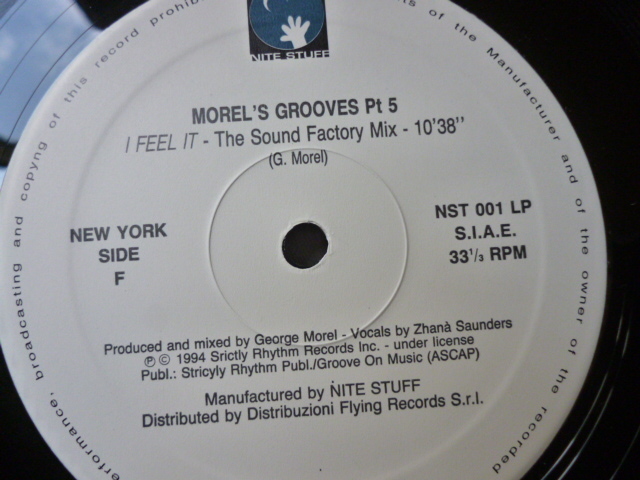 NITE STUFF
MOREL'S GROOVES Pt 5
I FEEL IT - The Sound Factory Mix - 10'38"
(G. Morel)
NEW YORK
SIDE
F
NST 001 LP
S.I.A.E.
33 1/3 RPM
Produced and mixed by George Morel - Vocals by Zhanà Saunders
℗ © 1994 Srictly Rhythm Records Inc. - under license
Publ.: Stricyly Rhythm Publ./Groove On Music (ASCAP)
Manufactured by NITE STUFF
Distributed by Distribuzioni Flying Records S.r.l.
performance, broadcasting and copyng of this record prohib
ts of the Manufacturer and of the owner of the recorded